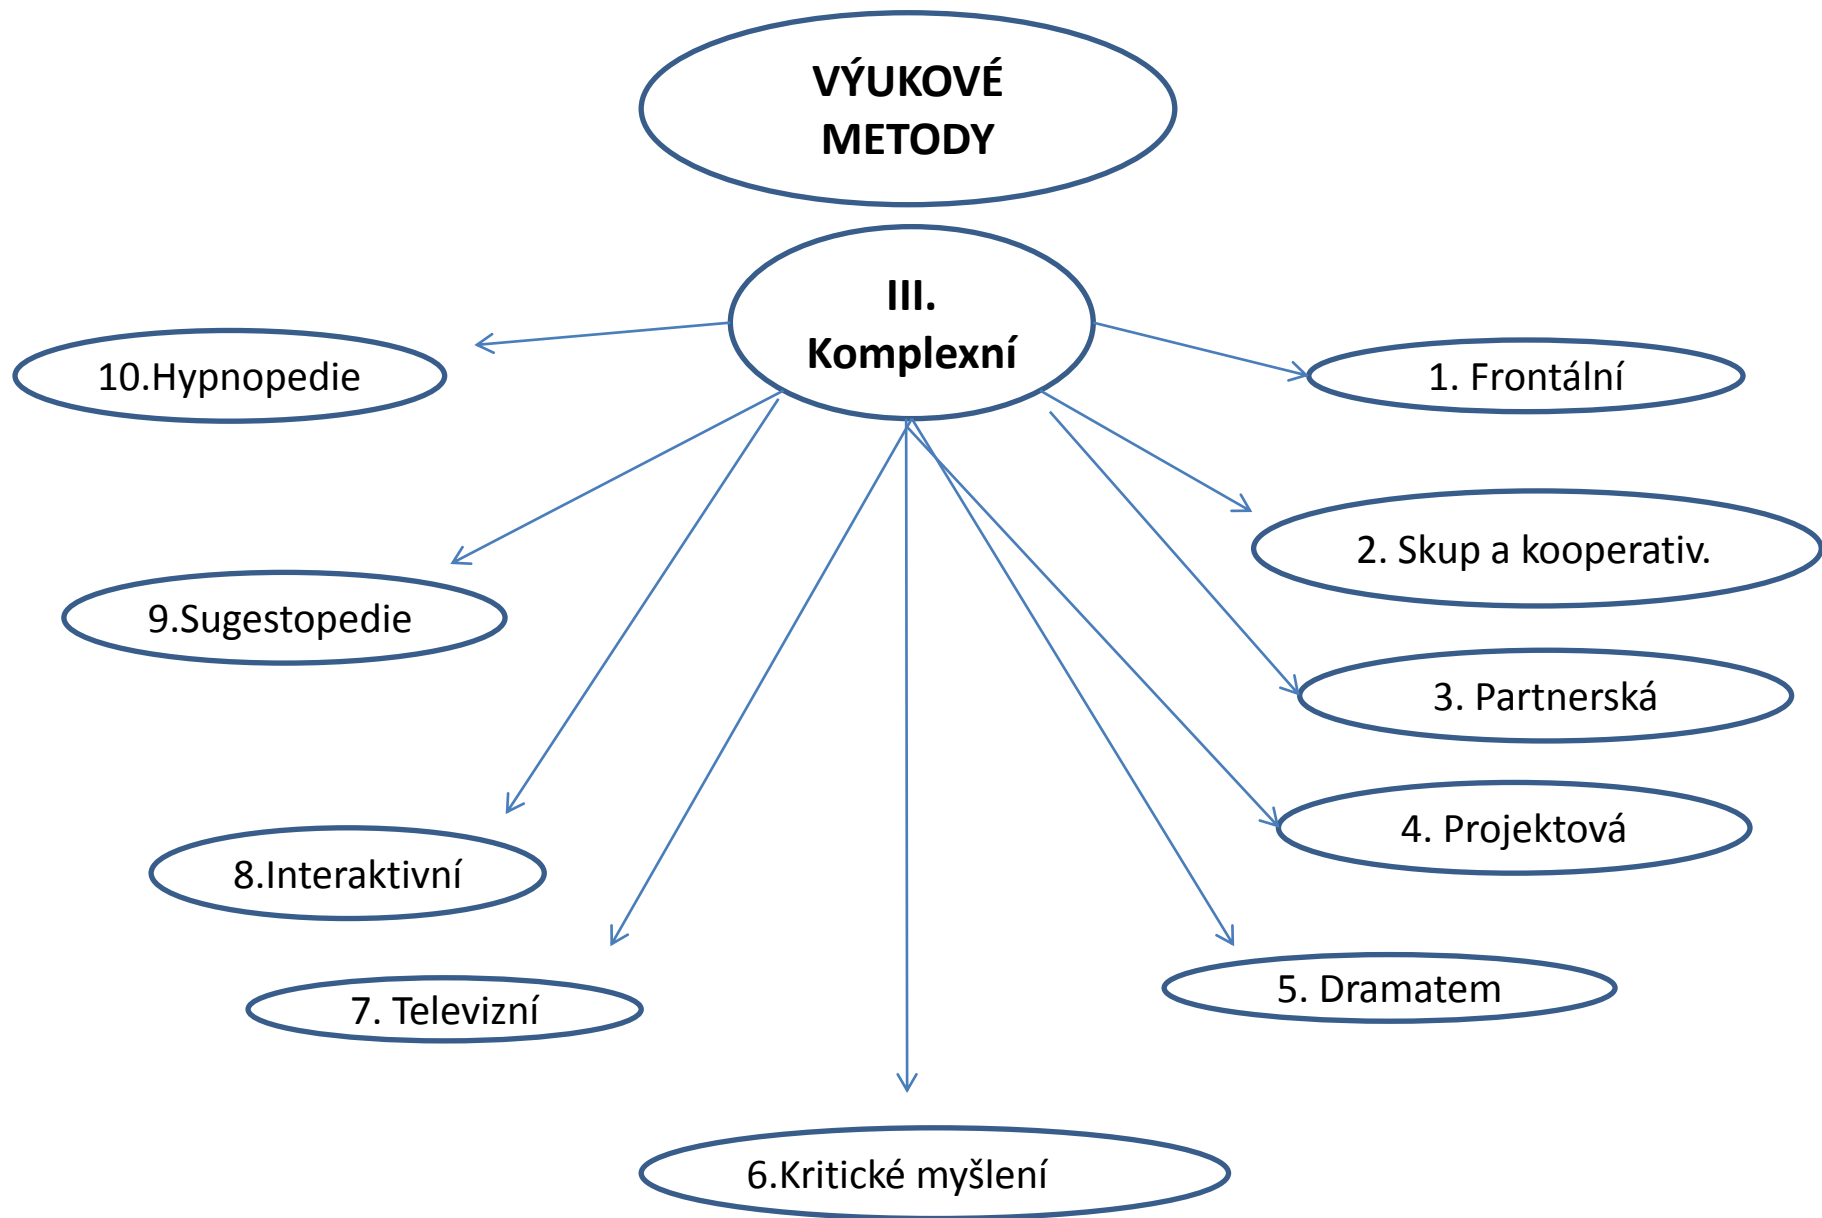 VÝUKOVÉ
METODY
III.
Komplexní
1. Frontální
2. Skup a kooperativ.
3. Partnerská
4. Projektová
5. Dramatem
6.Kritické myšlení
7. Televizní
8.Interaktivní
9.Sugestopedie
10.Hypnopedie